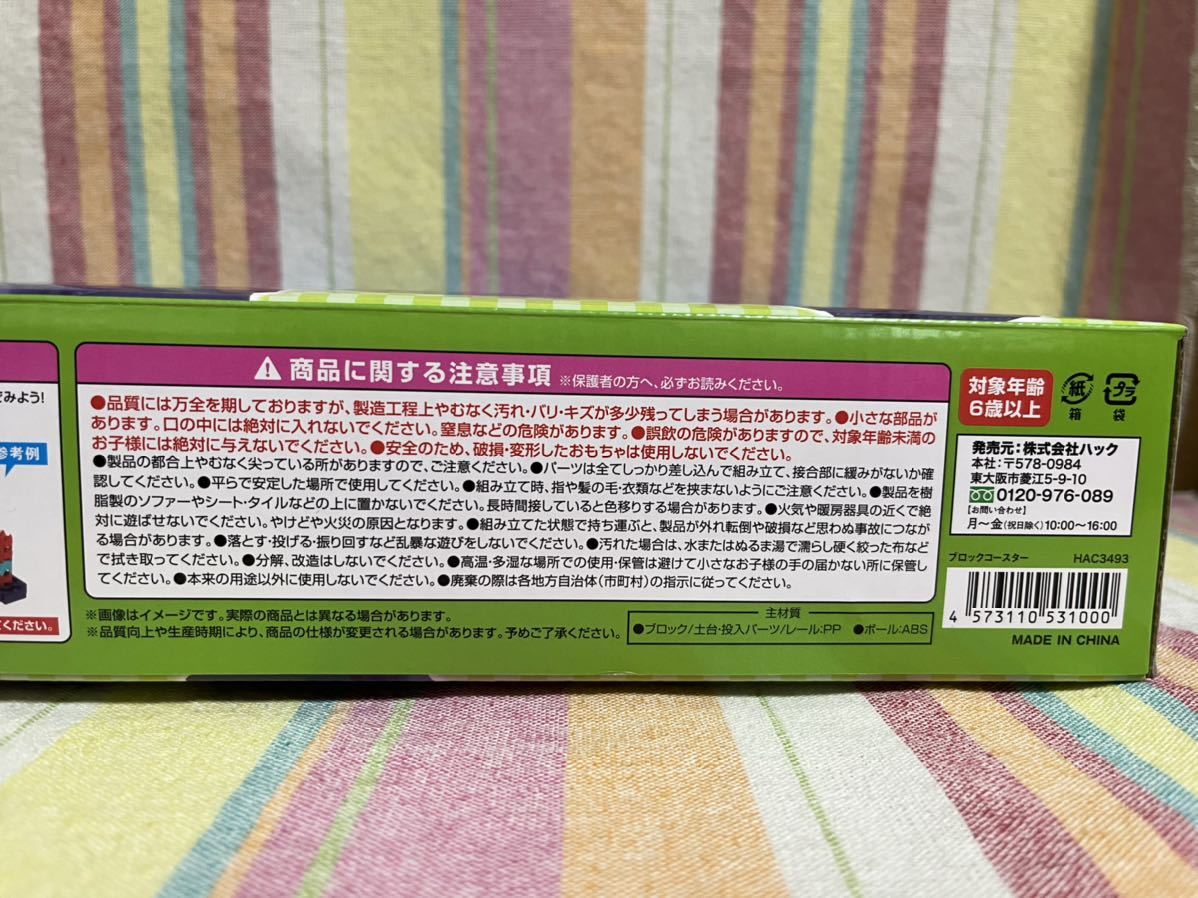 てみよう!
参考例
ください。
⚠ 商品に関する注意事項 ※保護者の方へ、必ずお読みください。
●品質には万全を期しておりますが、製造工程上やむなく汚れ・バリ・キズが多少残ってしまう場合があります。●小さな部品が
あります。口の中には絶対に入れないでください。窒息などの危険があります。●誤飲の危険がありますので、対象年齢未満の
お子様には絶対に与えないでください。●安全のため、破損・変形したおもちゃは使用しないでください。
●製品の都合上やむなく尖っている所がありますので、ご注意ください。●パーツは全てしっかり差し込んで組み立て、接合部に緩みがないか確
認してください。●平らで安定した場所で使用してください。●組み立て時、指や髪の毛・衣類などを挟まないようにご注意ください。●製品を樹
脂製のソファーやシート・タイルなどの上に置かないでください。長時間接していると色移りする場合があります。●火気や暖房器具の近くで絶
対に遊ばせないでください。やけどや火災の原因となります。●組み立てた状態で持ち運ぶと、製品が外れ転倒や破損など思わぬ事故につなが
る場合があります。●落とす・投げる・振り回すなど乱暴な遊びをしないでください。●汚れた場合は、水またはぬるま湯で濡らし硬く絞った布など
で拭き取ってください。●分解、改造はしないでください。●高温・多湿な場所での使用・保管は避けて小さなお子様の手の届かない所に保管し
てください。●本来の用途以外に使用しないでください。●廃棄の際は各地方自治体(市町村)の指示に従ってください。
※画像はイメージです。実際の商品とは異なる場合があります。
※品質向上や生産時期により、商品の仕様が変更される場合があります。予めご了承ください。
主材質
●ブロック/土台・投入パーツ/レール:PP ●ボール:ABS
対象年齢
6歳以上
紙
箱
プラ
袋
発売元:株式会社ハック
本社:〒578-0984
東大阪市菱江5-9-10
0120-976-089
【お問い合わせ】
月〜金(祝日除く)10:00〜16:00
ブロックコースター HAC3493
4 573110 531000
MADE IN CHINA